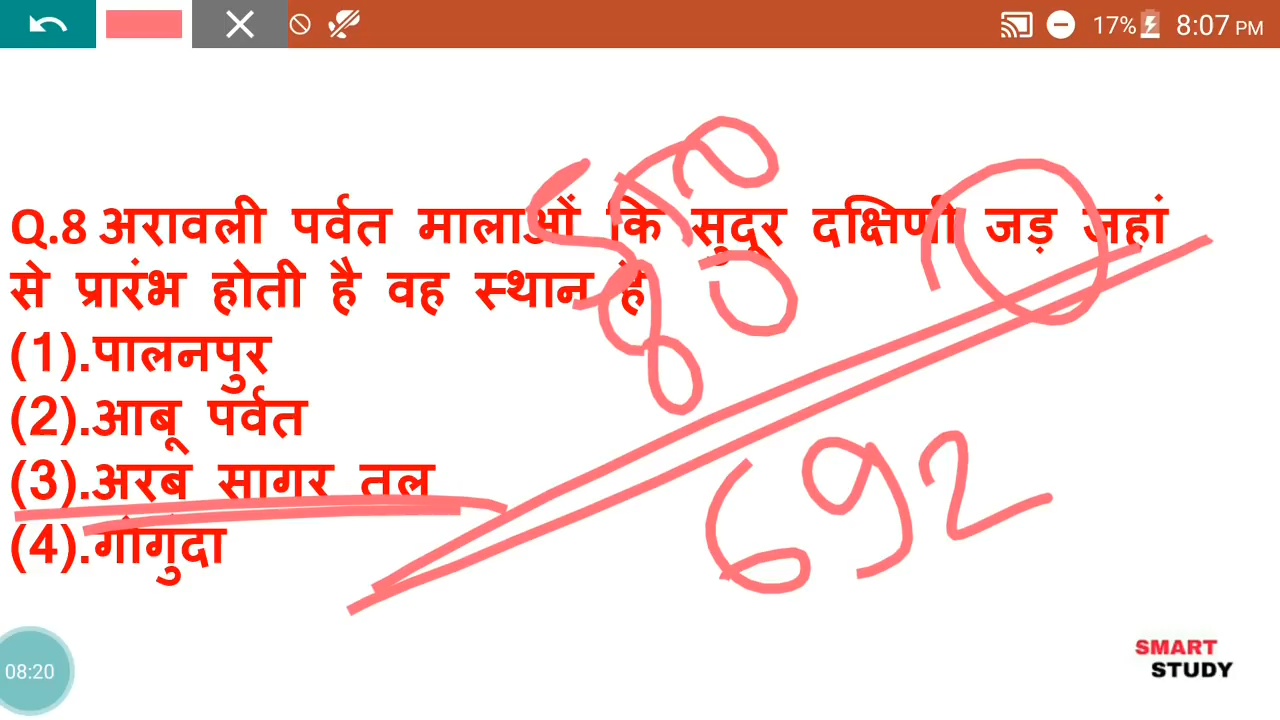 17% 8:07 PM
Q.8 अरावली पर्वत मालाओं कि सुदूर दक्षिणी जड़ जहां
से प्रारंभ होती है वह स्थान है
(1).पालनपुर
(2).आबू पर्वत
(3).अरब सागर तल
(4).गोगुंदा
692
SMART
STUDY
08:20